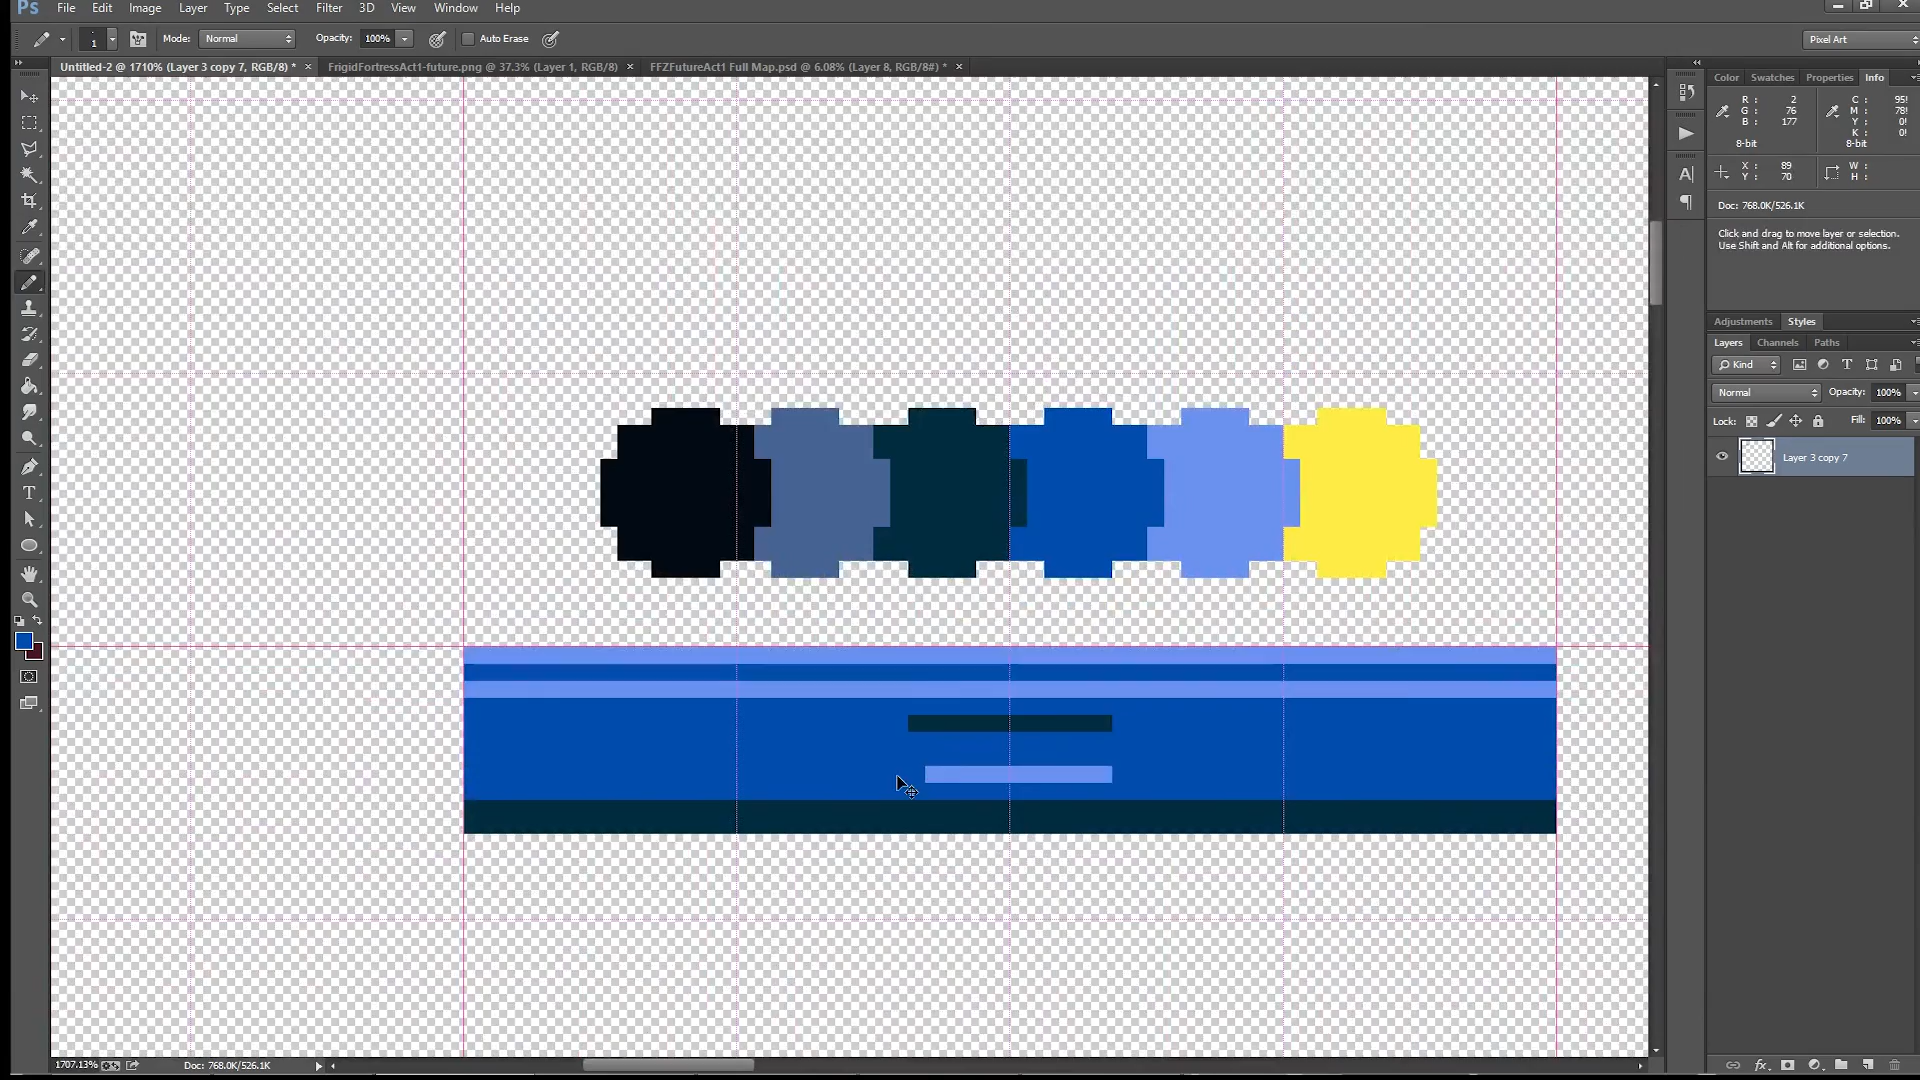 Ps File Edit Image Layer Type Select Filter 3D View Window Help
1 Mode: Normal Opacity: 100% Auto Erase Pixel Art
Untitled-2 @ 1710% (Layer 3 copy 7, RGB/8) * × FrigidFortressAct1-future.png @ 37.3% (Layer 1, RGB/8) × FFZFutureAct1 Full Map.psd @ 6.08% (Layer 8, RGB/8#) * ×
Color Swatches Properties Info
R: 2 C: 95!
G: 76 M: 78!
B: 177 Y: 0!
K: 0!
8-bit 8-bit
X: 89 W:
Y: 70 H:
Doc: 768.0K/526.1K
Click and drag to move layer or selection.
Use Shift and Alt for additional options.
Adjustments Styles
Layers Channels Paths
Kind
Normal Opacity: 100%
Lock: Fill: 100%
Layer 3 copy 7
1707.13% Doc: 768.0K/526.1K